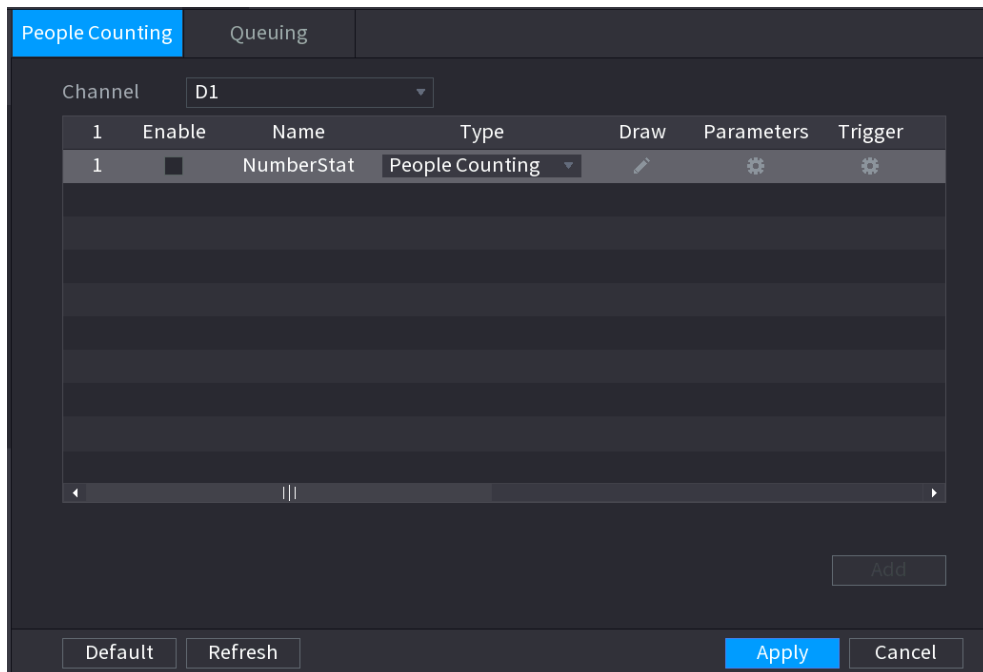 People Counting Queuing
Channel D1
1 Enable Name Type Draw Parameters Trigger
1 NumberStat People Counting
Add
Default Refresh Apply Cancel